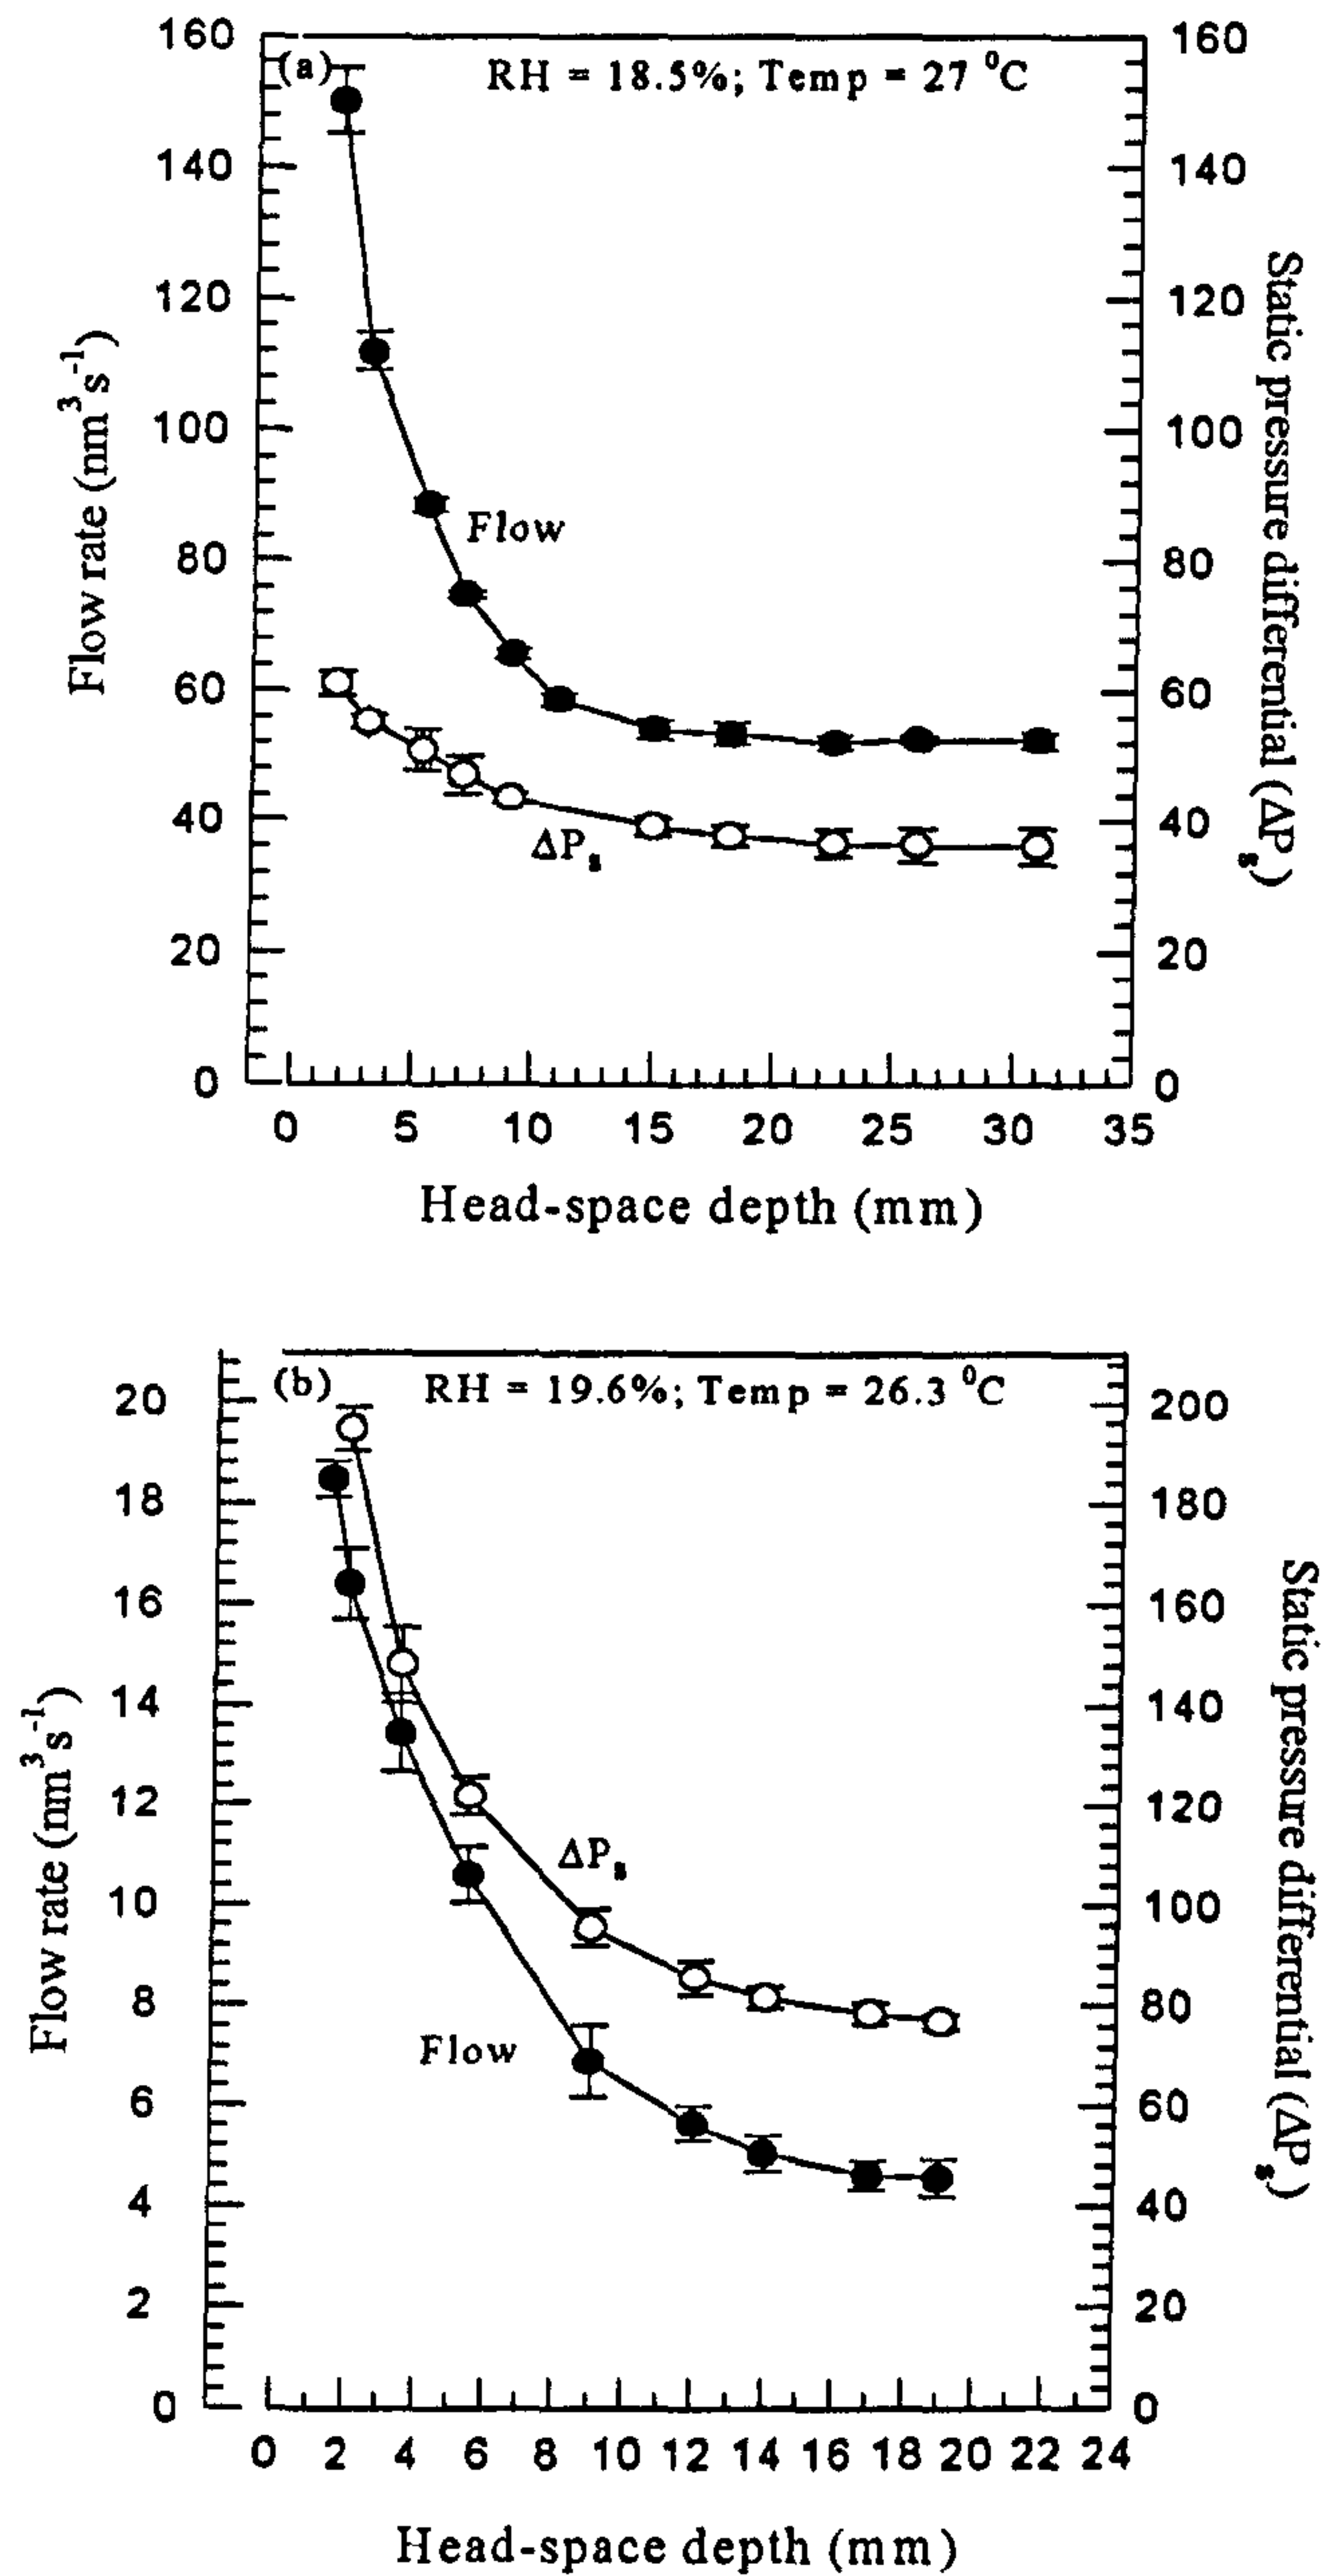 (a) RH = 18.5%; Temp = 27 ⁰C
160
140
120
100
80
60
40
20
0
Flow rate (nm³s⁻¹)
Flow
ΔPₛ
160
140
120
100
80
60
40
20
0
Static pressure differential (ΔPₛ)
0 5 10 15 20 25 30 35
Head-space depth (mm)
(b) RH = 19.6%; Temp = 26.3 ⁰C
20
18
16
14
12
10
8
6
4
2
0
Flow rate (nm³s⁻¹)
ΔPₛ
Flow
200
180
160
140
120
100
80
60
40
20
0
Static pressure differential (ΔPₛ)
0 2 4 6 8 10 12 14 16 18 20 22 24
Head-space depth (mm)